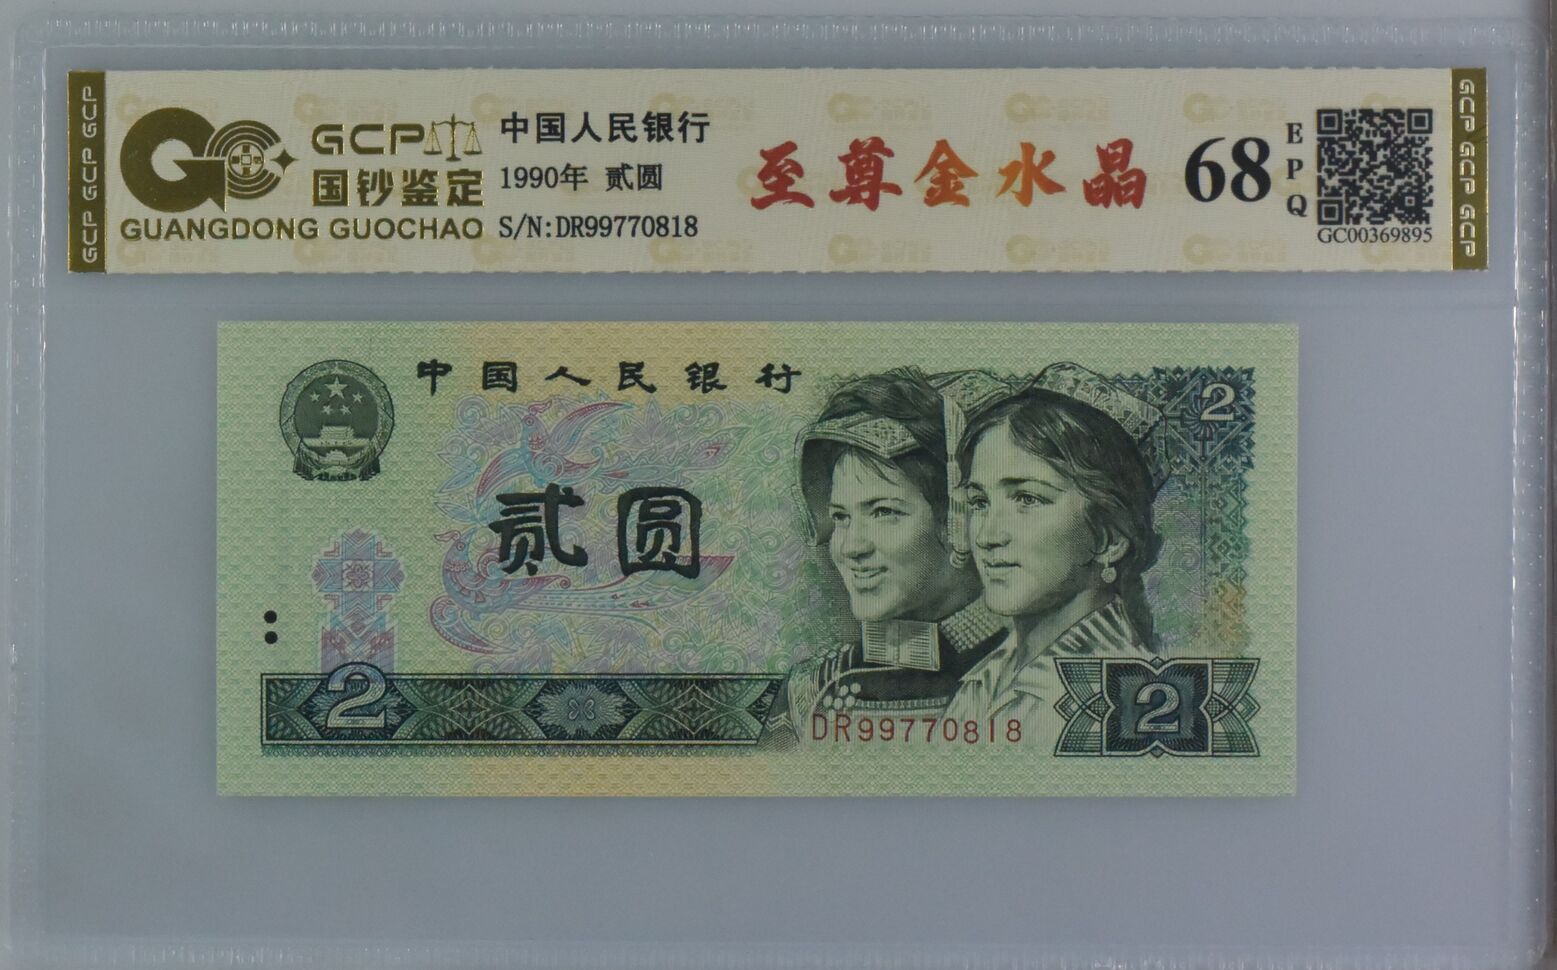 GCP GCP GCP
GCP
国钞鉴定
GUANGDONG GUOCHAO
中国人民银行
1990年 贰圆
S/N:DR99770818
至尊金水晶
68
EPQ
GC00369895
GCP GCP GCP
中国人民银行
2
贰圆
2
DR99770818
2